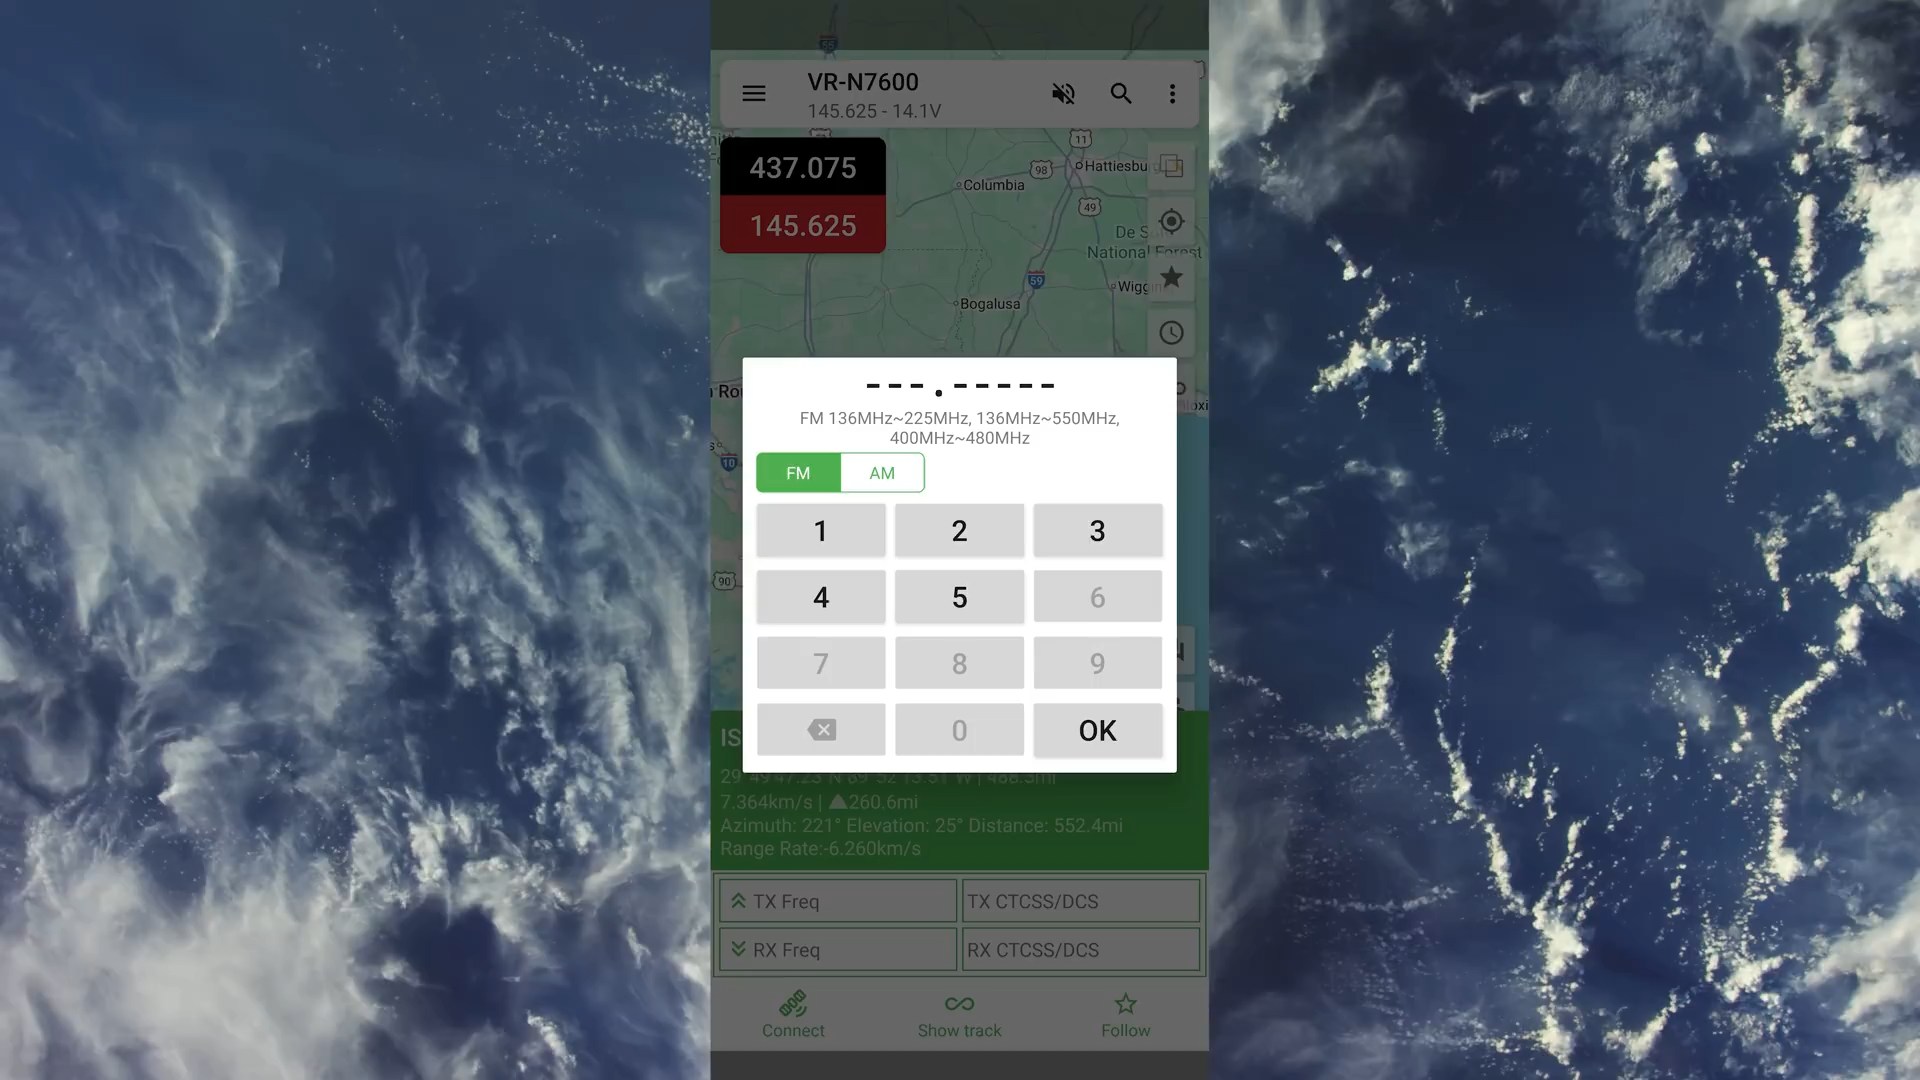 55
VR-N7600
145.625 - 14.1V
437.075
145.625
11
98
Hattiesbu
Columbia
49
De S
National Forest
59
Wigg
Bogalusa
Ro
---.-----
FM 136MHz~225MHz, 136MHz~550MHz,
400MHz~480MHz
10
FM AM
1 2 3
4 5 6
90
7 8 9
0 OK
IS
7.364km/s | ▲260.6mi
Azimuth: 221° Elevation: 25° Distance: 552.4mi
Range Rate:-6.260km/s
TX Freq TX CTCSS/DCS
RX Freq RX CTCSS/DCS
Connect Show track Follow